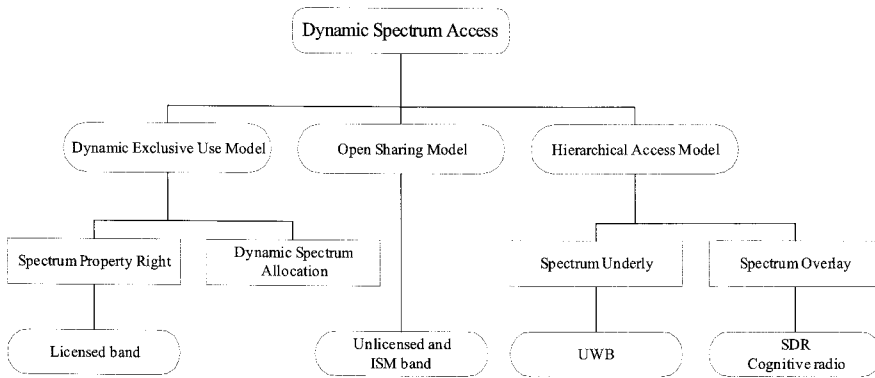 Dynamic Spectrum Access
Dynamic Exclusive Use Model
Open Sharing Model
Hierarchical Access Model
Spectrum Property Right
Dynamic Spectrum
Allocation
Spectrum Underly
Spectrum Overlay
Licensed band
Unlicensed and
ISM band
UWB
SDR
Cognitive radio